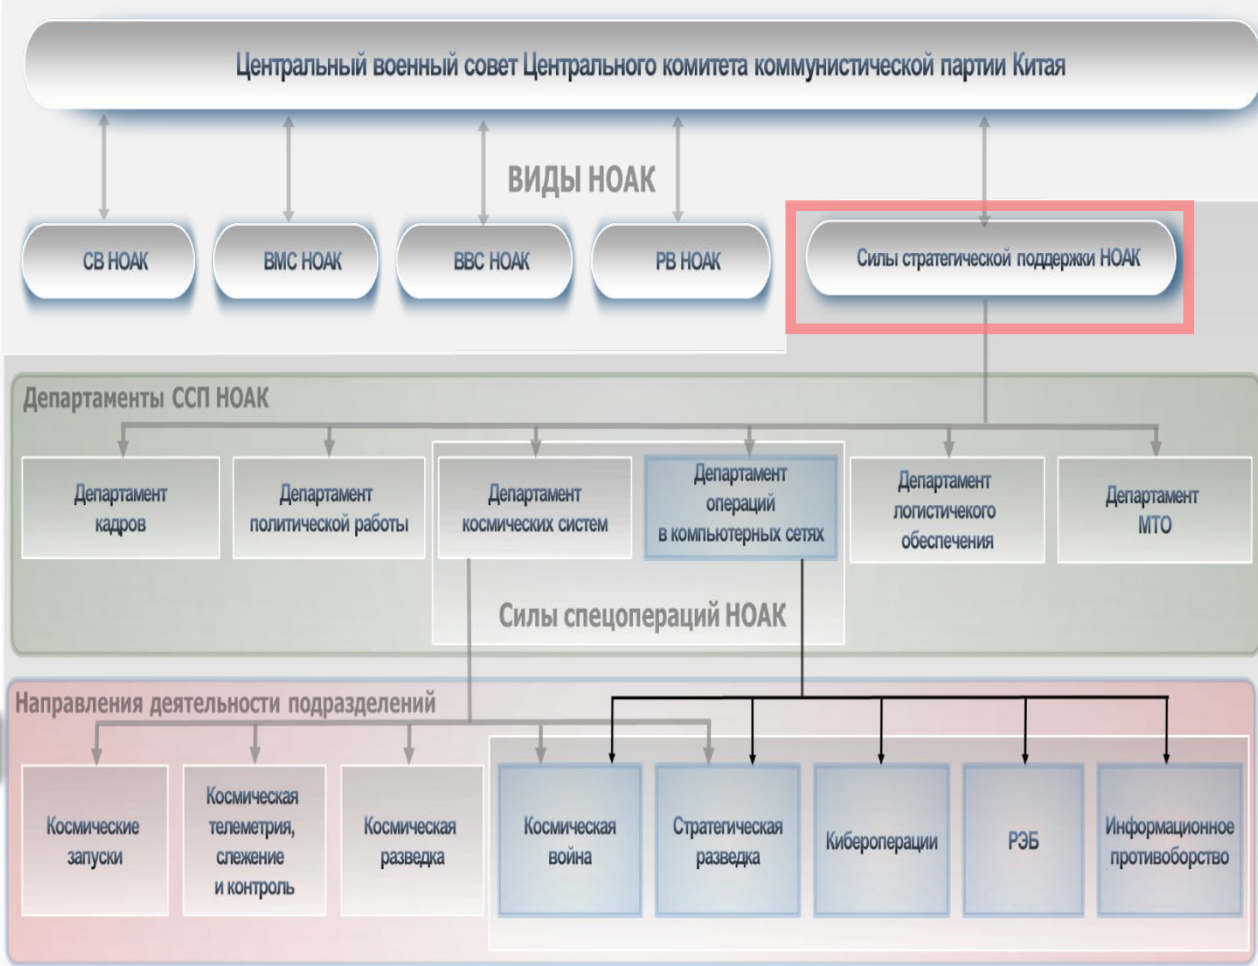 Центральный военный совет Центрального комитета коммунистической партии Китая
ВИДЫ НОАК
СВ НОАК
ВМС НОАК
ВВС НОАК
РВ НОАК
Силы стратегической поддержки НОАК
Департаменты ССП НОАК
Департамент
кадров
Департамент
политической работы
Департамент
космических систем
Департамент
операций
в компьютерных сетях
Департамент
логистичекого
обеспечения
Департамент
МТО
Силы спецопераций НОАК
Направления деятельности подразделений
Космические
запуски
Космическая
телеметрия,
слежение
и контроль
Космическая
разведка
Космическая
война
Стратегическая
разведка
Кибероперации
РЭБ
Информационное
противоборство